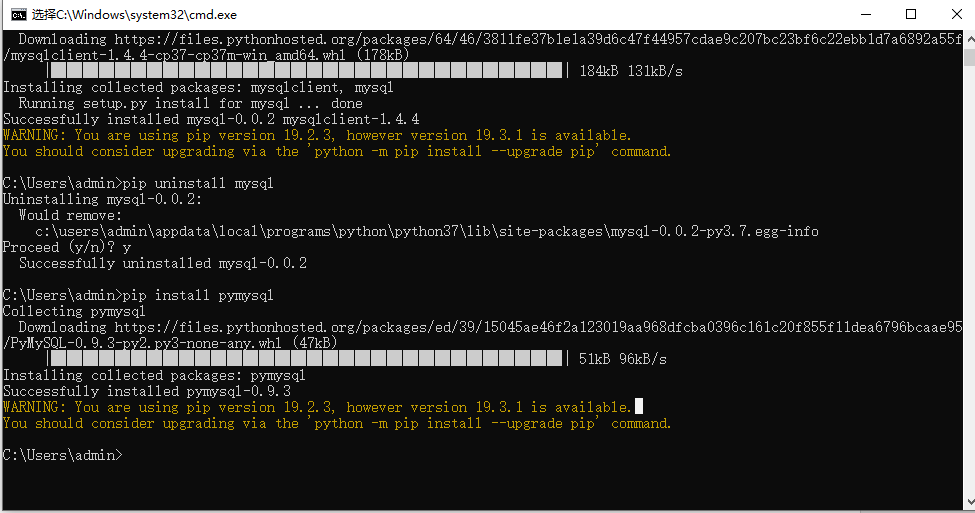 选择C:\Windows\system32\cmd.exe
Downloading https://files.pythonhosted.org/packages/64/46/3811fe37b1e1a39d6c47f44957cdae9c207bc23bf6c22ebb1d7a6892a55f
/mysqlclient-1.4.4-cp37-cp37m-win_amd64.whl (178kB)
184kB 131kB/s
Installing collected packages: mysqlclient, mysql
Running setup.py install for mysql ... done
Successfully installed mysql-0.0.2 mysqlclient-1.4.4
WARNING: You are using pip version 19.2.3, however version 19.3.1 is available.
You should consider upgrading via the 'python -m pip install --upgrade pip' command.
C:\Users\admin>pip uninstall mysql
Uninstalling mysql-0.0.2:
Would remove:
c:\users\admin\appdata\local\programs\python\python37\lib\site-packages\mysql-0.0.2-py3.7.egg-info
Proceed (y/n)? y
Successfully uninstalled mysql-0.0.2
C:\Users\admin>pip install pymysql
Collecting pymysql
Downloading https://files.pythonhosted.org/packages/ed/39/15045ae46f2a123019aa968dfcba0396c161c20f855f11dea6796bcaae95
/PyMySQL-0.9.3-py2.py3-none-any.whl (47kB)
51kB 96kB/s
Installing collected packages: pymysql
Successfully installed pymysql-0.9.3
WARNING: You are using pip version 19.2.3, however version 19.3.1 is available.
You should consider upgrading via the 'python -m pip install --upgrade pip' command.
C:\Users\admin>